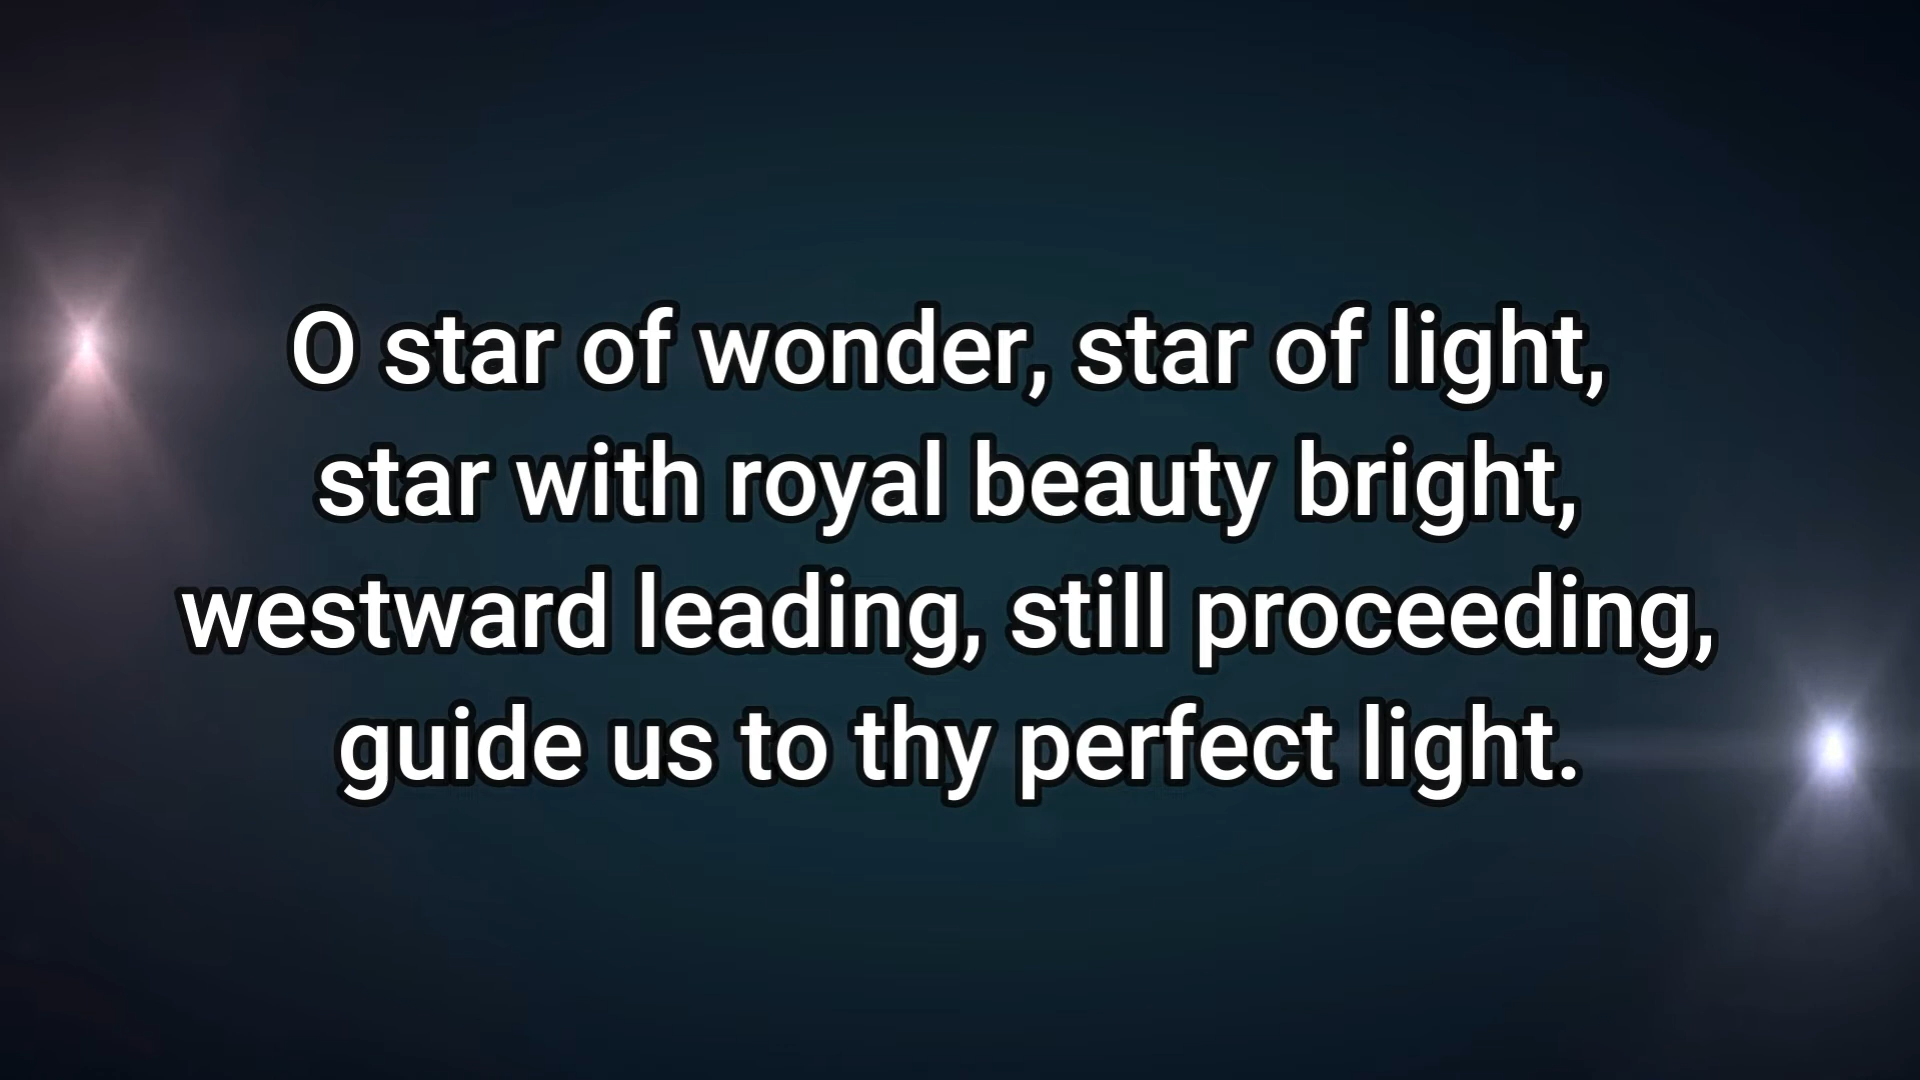 O star of wonder, star of light,
star with royal beauty bright,
westward leading, still proceeding,
guide us to thy perfect light.